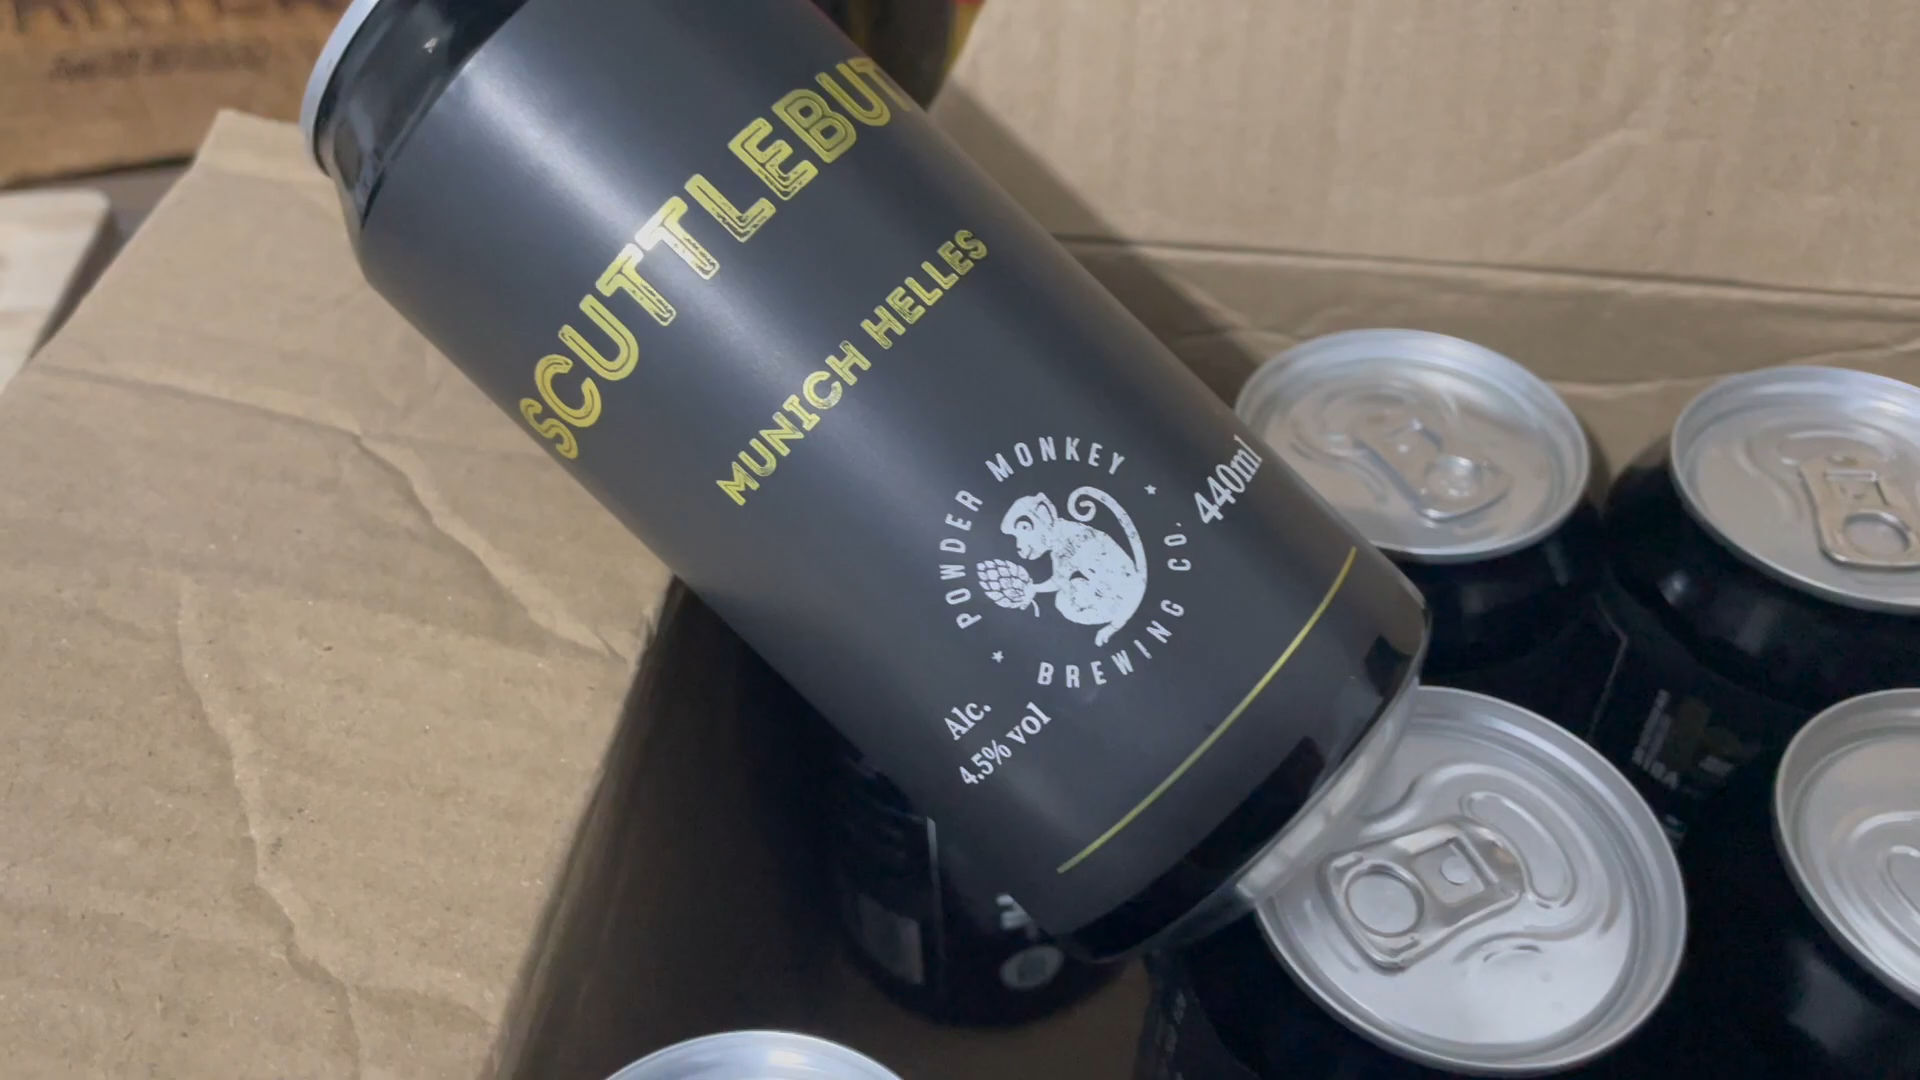 SCUTTLEBUT
MUNICH HELLES
POWDER MONKEY
BREWING CO.
440ml
Alc.
4.5% vol